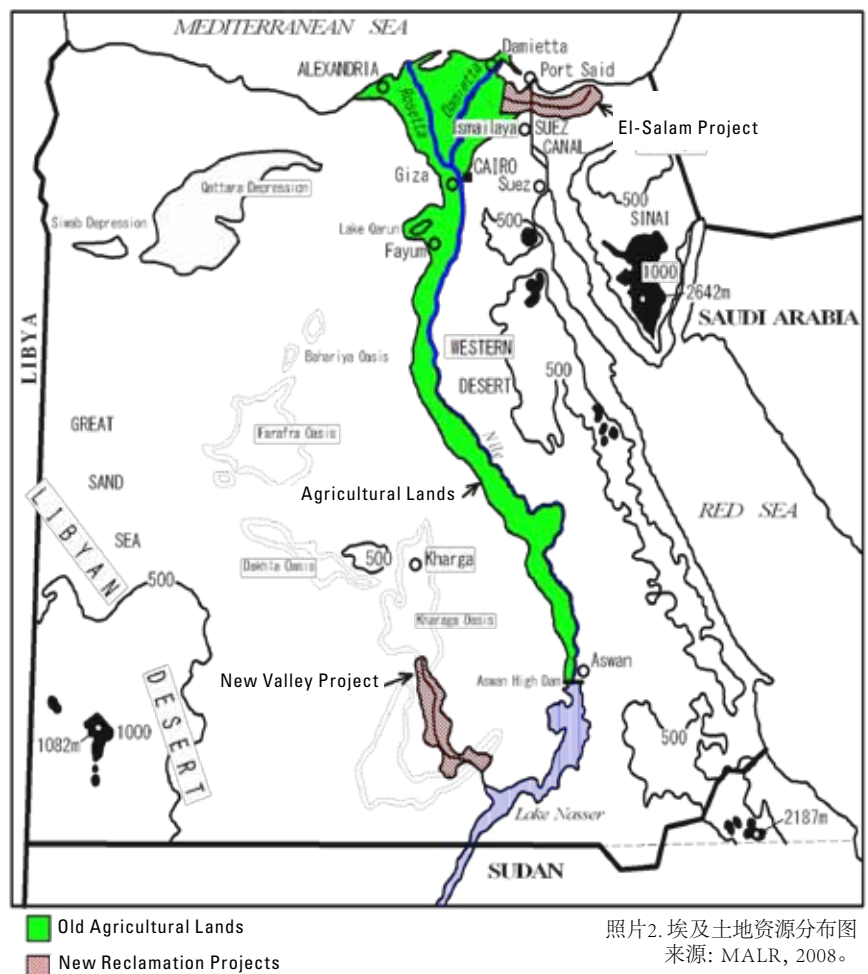 MEDITERRANEAN SEA
Damietta
ALEXANDRIA
Port Said
Rosetta
Damietta
Ismailaya
SUEZ
CANAL
El-Salam Project
CAIRO
Giza
Suez
Qattara Depression
Siwah Depression
Lake Qarun
Fayum
500
500
SINAI
1000
2642m
SAUDI ARABIA
LIBYA
Bahariya Oasis
WESTERN
DESERT
500
GREAT
SAND
SEA
Farafra Oasis
Nile
Agricultural Lands
RED SEA
LIBYAN
DESERT
500
Dakhla Oasis
500
Kharga
Kharaga Oasis
New Valley Project
Aswan
Aswan High Dam
1082m
1000
500
Lake Nasser
2187m
SUDAN
Old Agricultural Lands
New Reclamation Projects
照片2. 埃及土地资源分布图
来源: MALR, 2008。